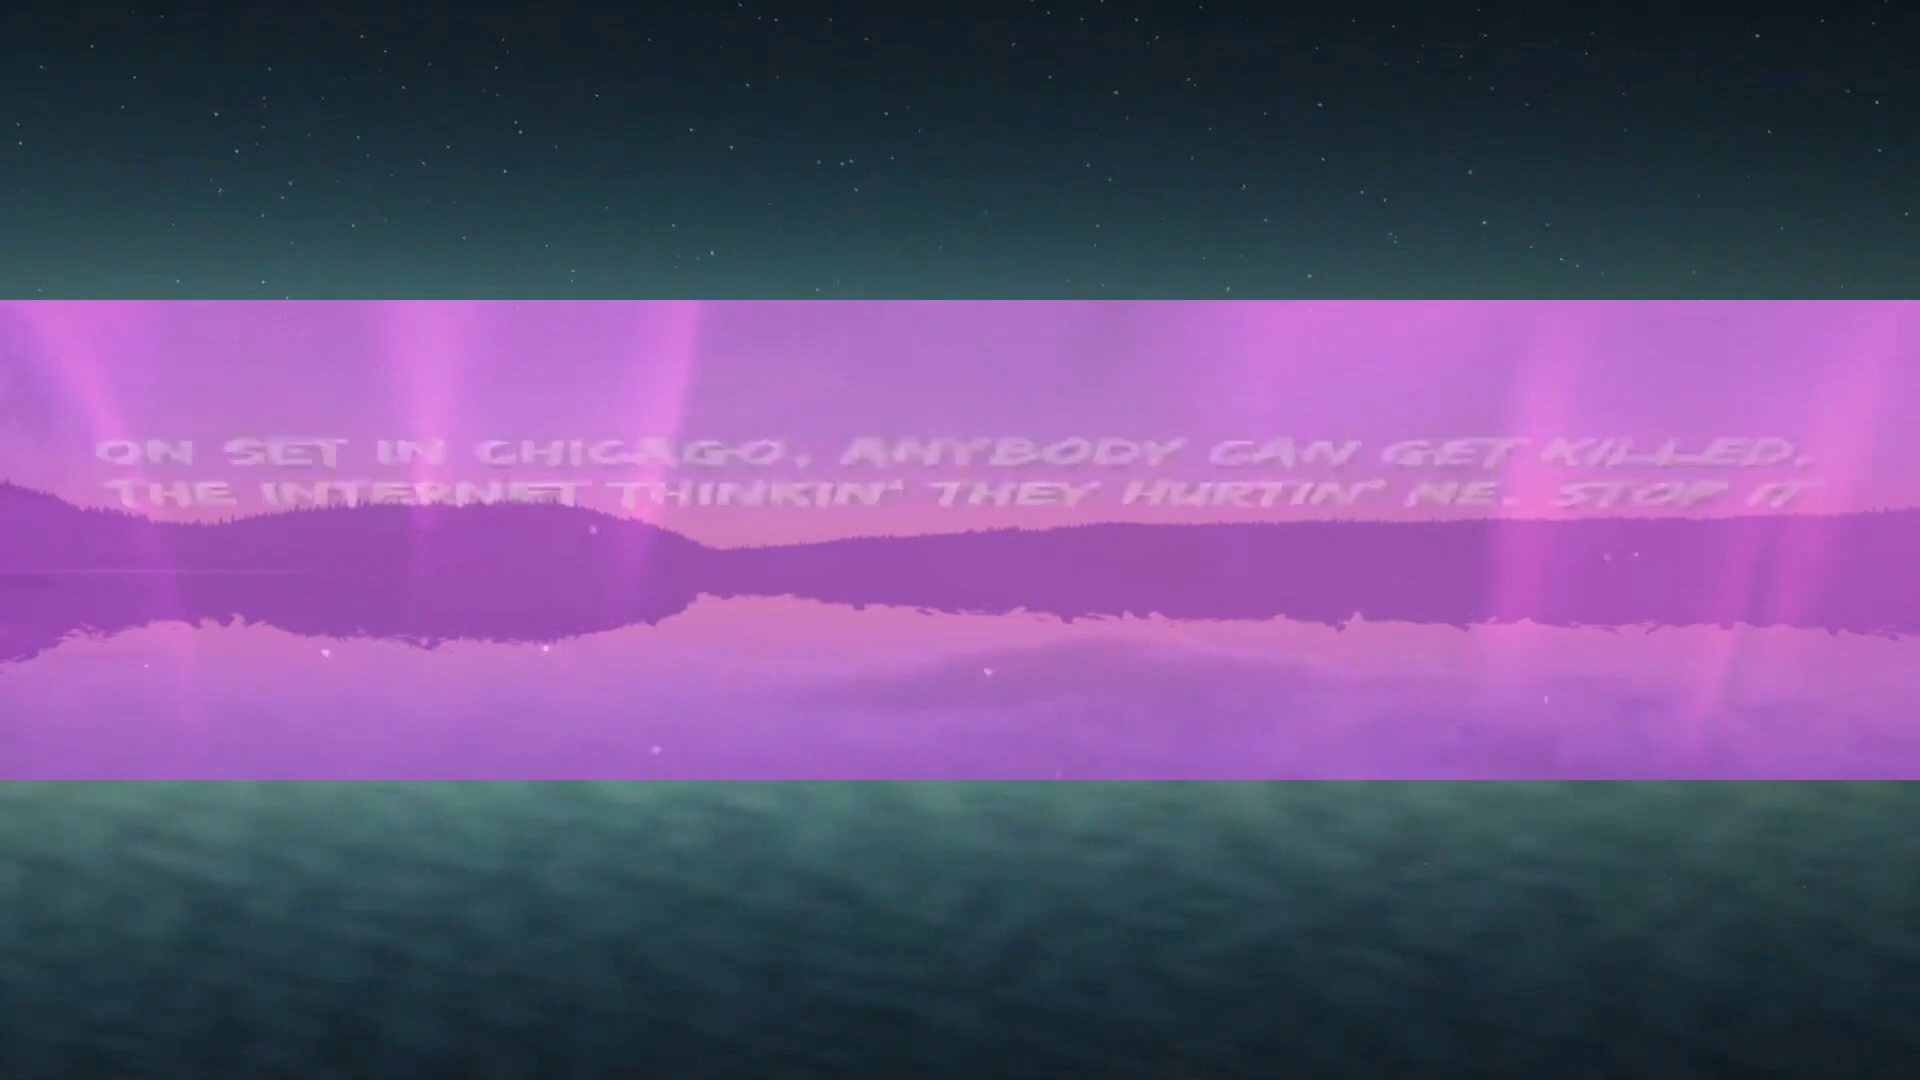 ON SET IN CHICAGO, ANYBODY CAN GET KILLED,
THE INTERNET THINKIN' THEY HURTIN' ME. STOP IT